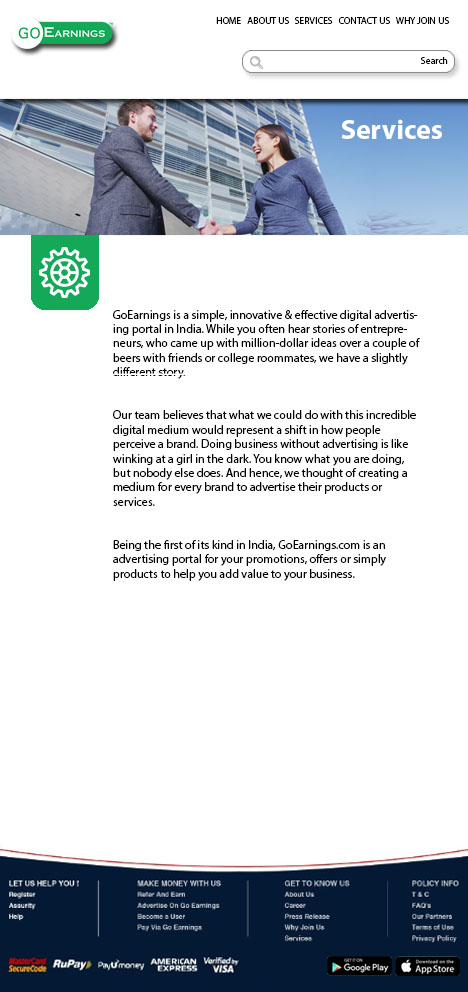 GO EARNINGS
HOME ABOUT US SERVICES CONTACT US WHY JOIN US
Search
Services
GoEarnings is a simple, innovative & effective digital advertis-
ing portal in India. While you often hear stories of entrepre-
neurs, who came up with million-dollar ideas over a couple of
beers with friends or college roommates, we have a slightly
different story.
Our team believes that what we could do with this incredible
digital medium would represent a shift in how people
perceive a brand. Doing business without advertising is like
winking at a girl in the dark. You know what you are doing,
but nobody else does. And hence, we thought of creating a
medium for every brand to advertise their products or
services.
Being the first of its kind in India, GoEarnings.com is an
advertising portal for your promotions, offers or simply
products to help you add value to your business.
LET US HELP YOU !
Register
Assurity
Help
MAKE MONEY WITH US
Refer And Earn
Advertise On Go Earnings
Become a User
Pay Via Go Earnings
GET TO KNOW US
About Us
Career
Press Release
Why Join Us
Services
POLICY INFO
T & C
FAQ's
Our Partners
Terms of Use
Privacy Policy
MasterCard
SecureCode
RuPay
PayUmoney
AMERICAN
EXPRESS
Verified by
VISA
GET IT ON
Google Play
Download on the
App Store